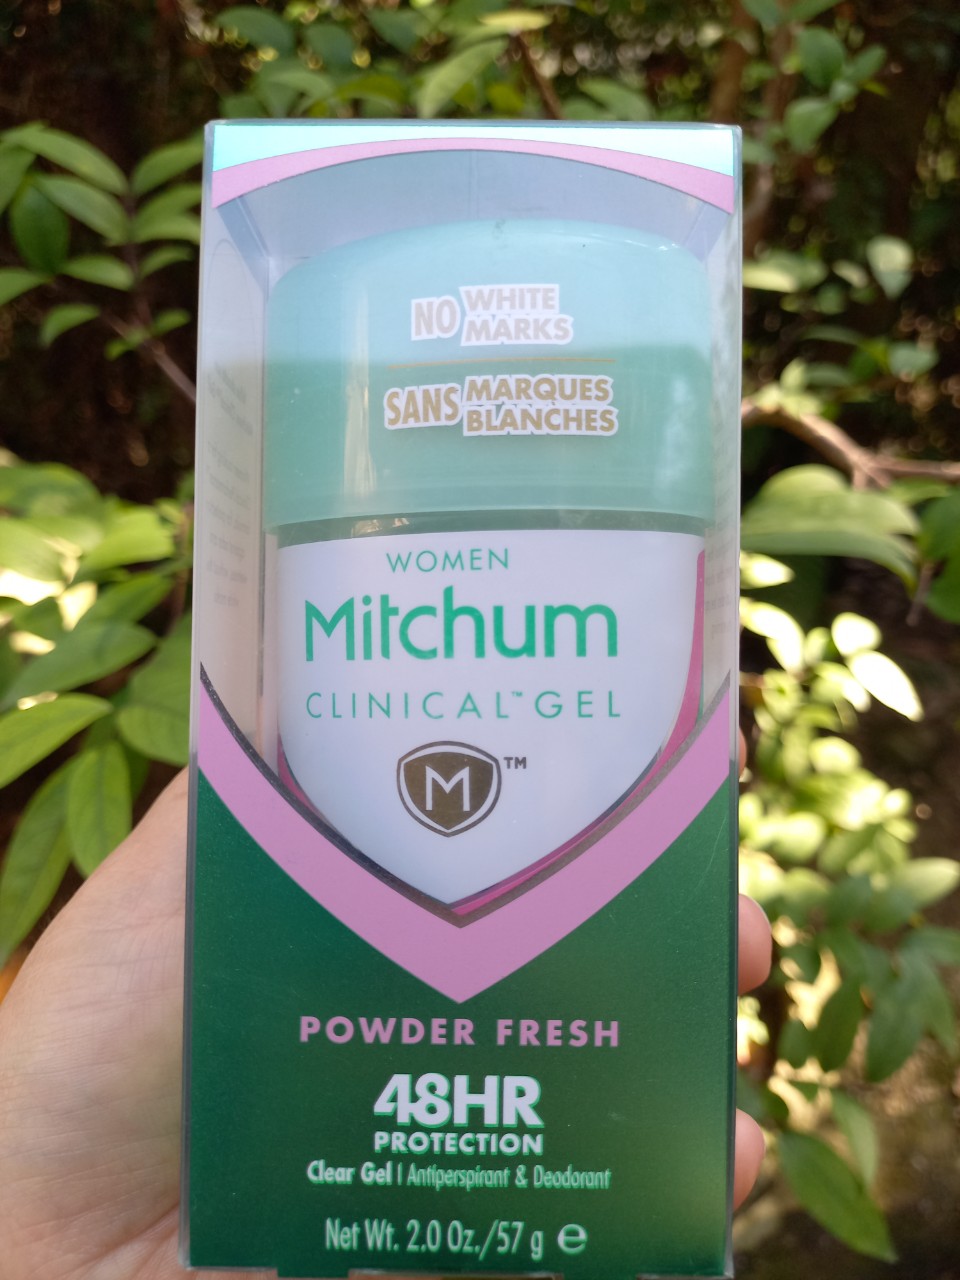 NO WHITE
MARKS
SANS MARQUES
BLANCHES
WOMEN
Mitchum
CLINICAL™ GEL
M™
POWDER FRESH
48HR
PROTECTION
Clear Gel | Antiperspirant & Deodorant
Net Wt. 2.0 Oz./57 g ℮